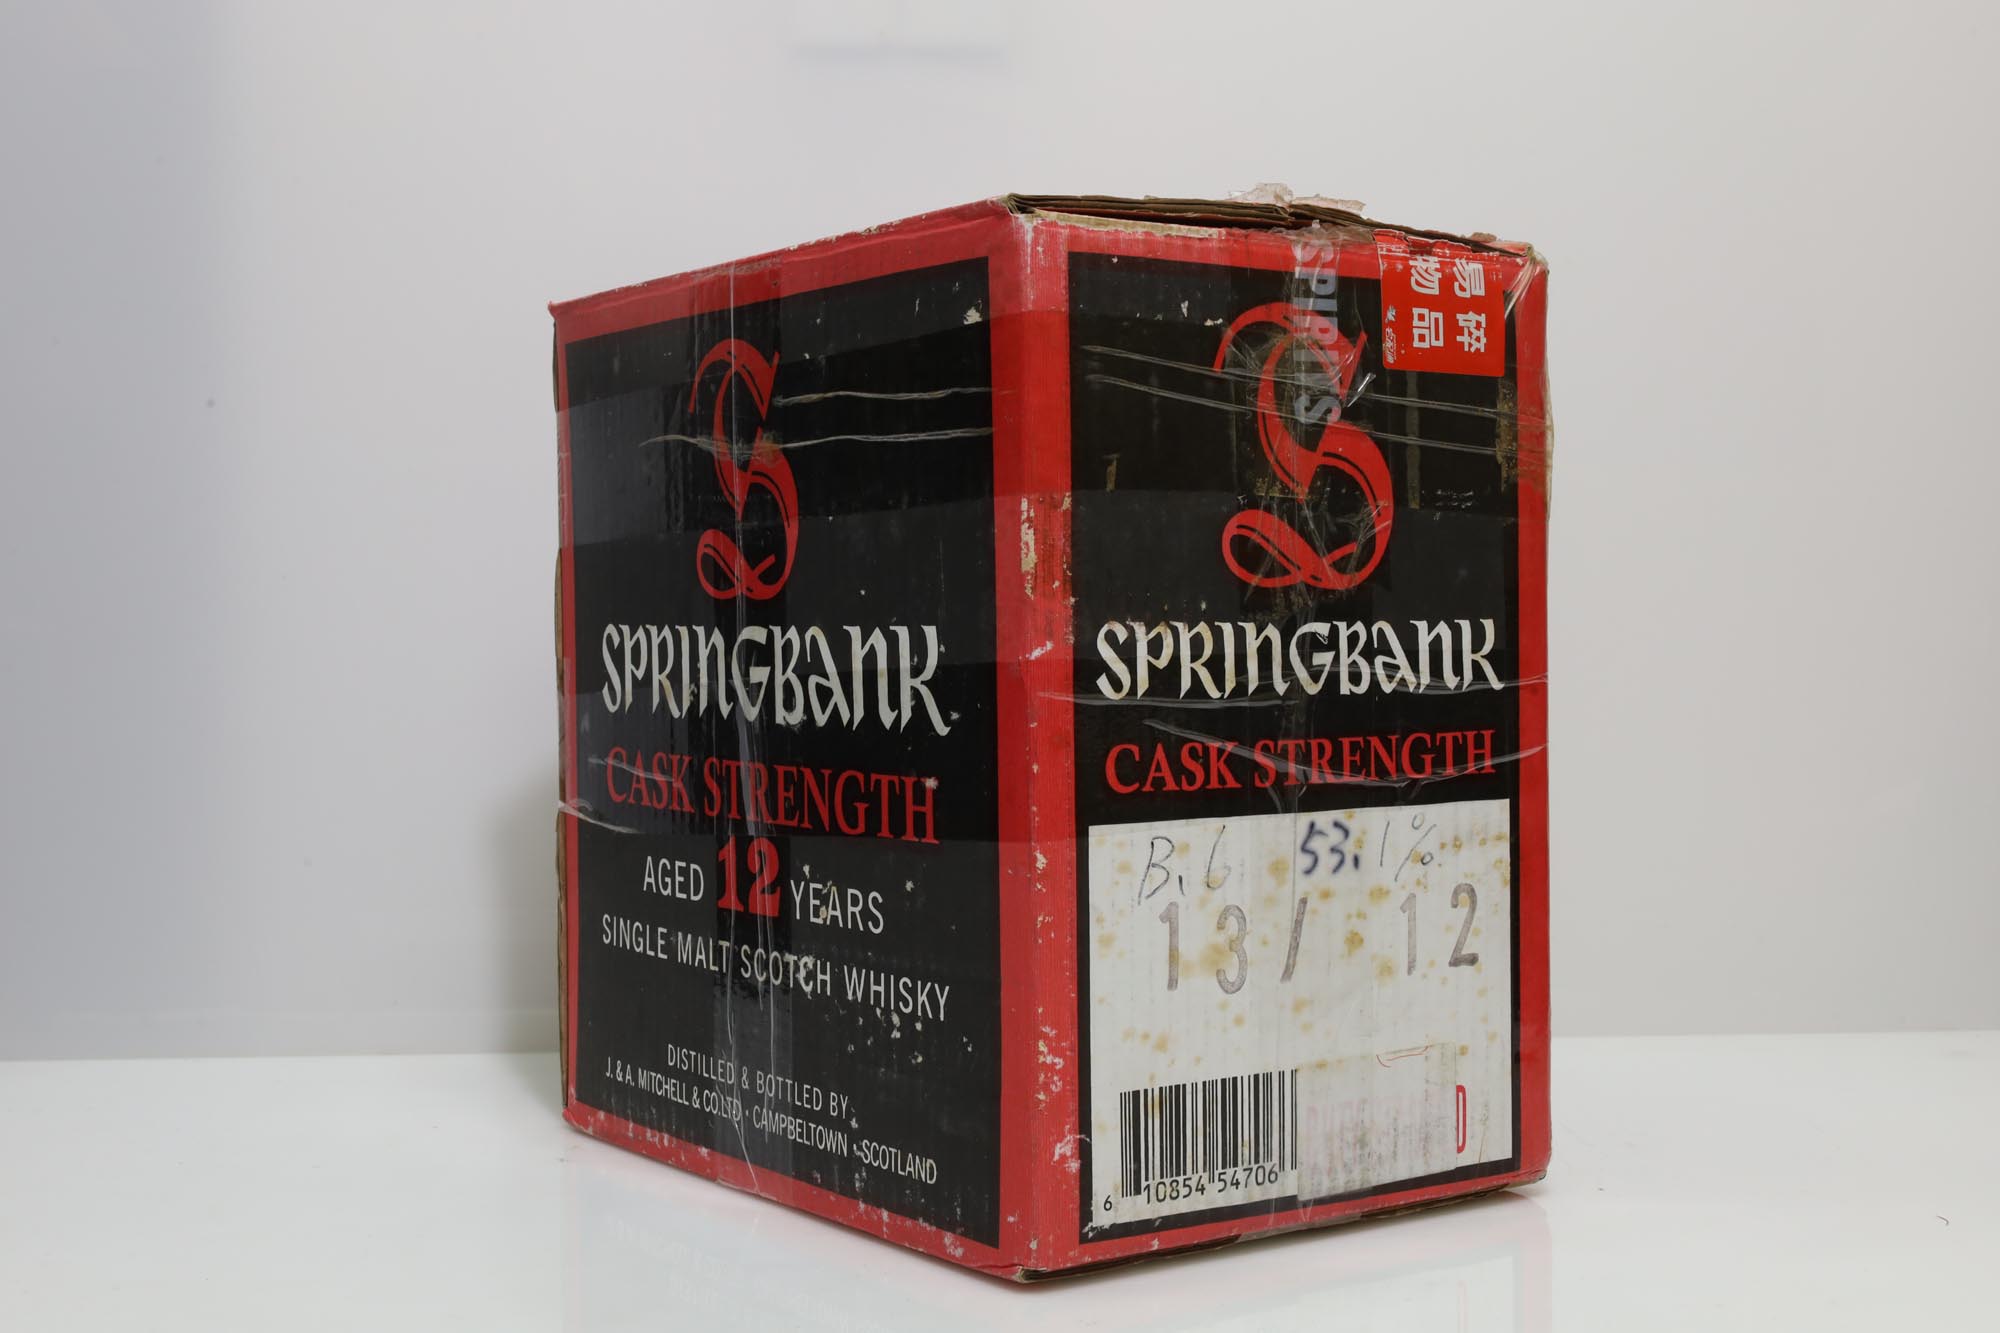 S
SPRINGBANK
CASK STRENGTH
AGED 12 YEARS
SINGLE MALT SCOTCH WHISKY
DISTILLED & BOTTLED BY
J. & A. MITCHELL & CO.LTD · CAMPBELTOWN · SCOTLAND
SPIRITS
易碎
物品
S
SPRINGBANK
CASK STRENGTH
B. 6 53.1%
13/ 12
6 10854 54706